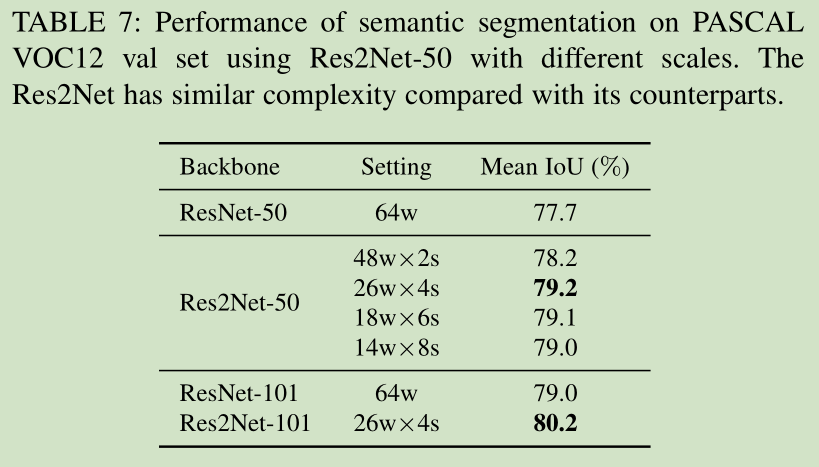 TABLE 7: Performance of semantic segmentation on PASCAL
VOC12 val set using Res2Net-50 with different scales. The
Res2Net has similar complexity compared with its counterparts.
Backbone Setting Mean IoU (%)
ResNet-50 64w 77.7
Res2Net-50
48w×2s 78.2
26w×4s 79.2
18w×6s 79.1
14w×8s 79.0
ResNet-101 64w 79.0
Res2Net-101 26w×4s 80.2